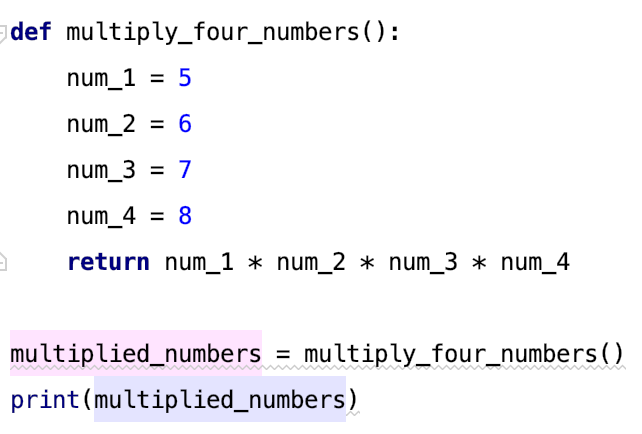 def multiply_four_numbers():
    num_1 = 5
    num_2 = 6
    num_3 = 7
    num_4 = 8
    return num_1 * num_2 * num_3 * num_4
multiplied_numbers = multiply_four_numbers()
print(multiplied_numbers)